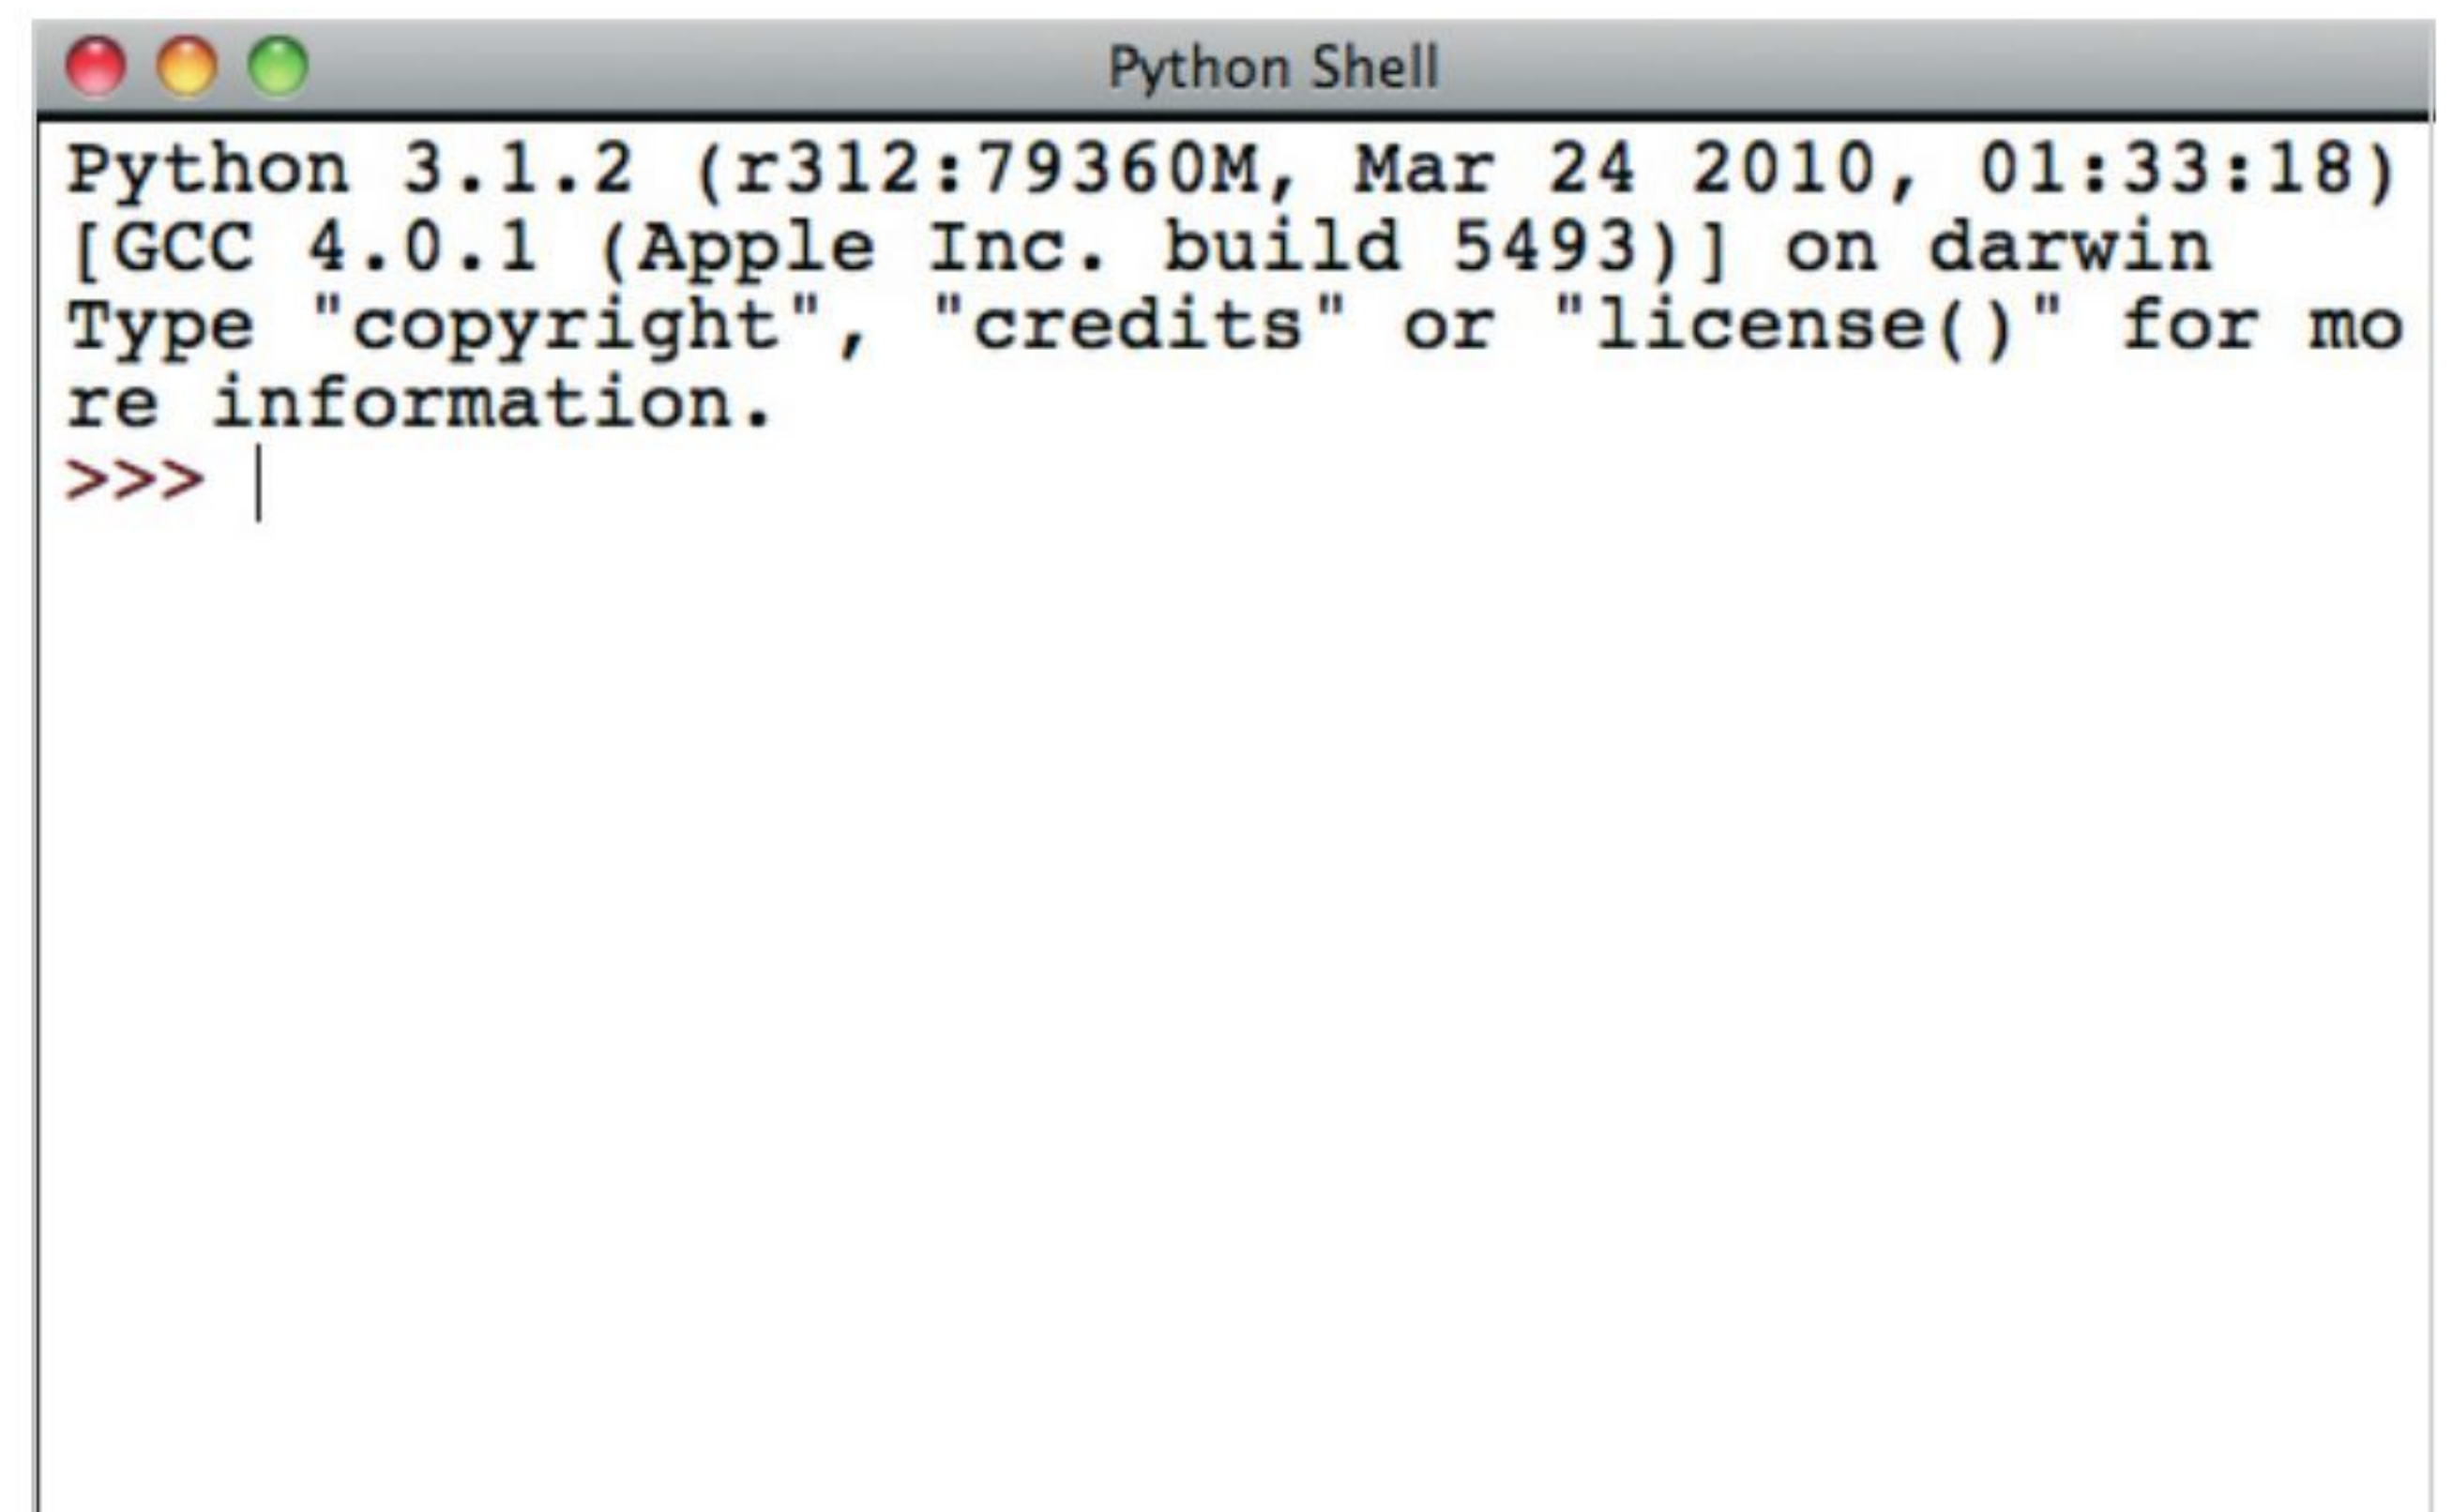 Python Shell
Python 3.1.2 (r312:79360M, Mar 24 2010, 01:33:18)
[GCC 4.0.1 (Apple Inc. build 5493)] on darwin
Type "copyright", "credits" or "license()" for mo
re information.
>>>